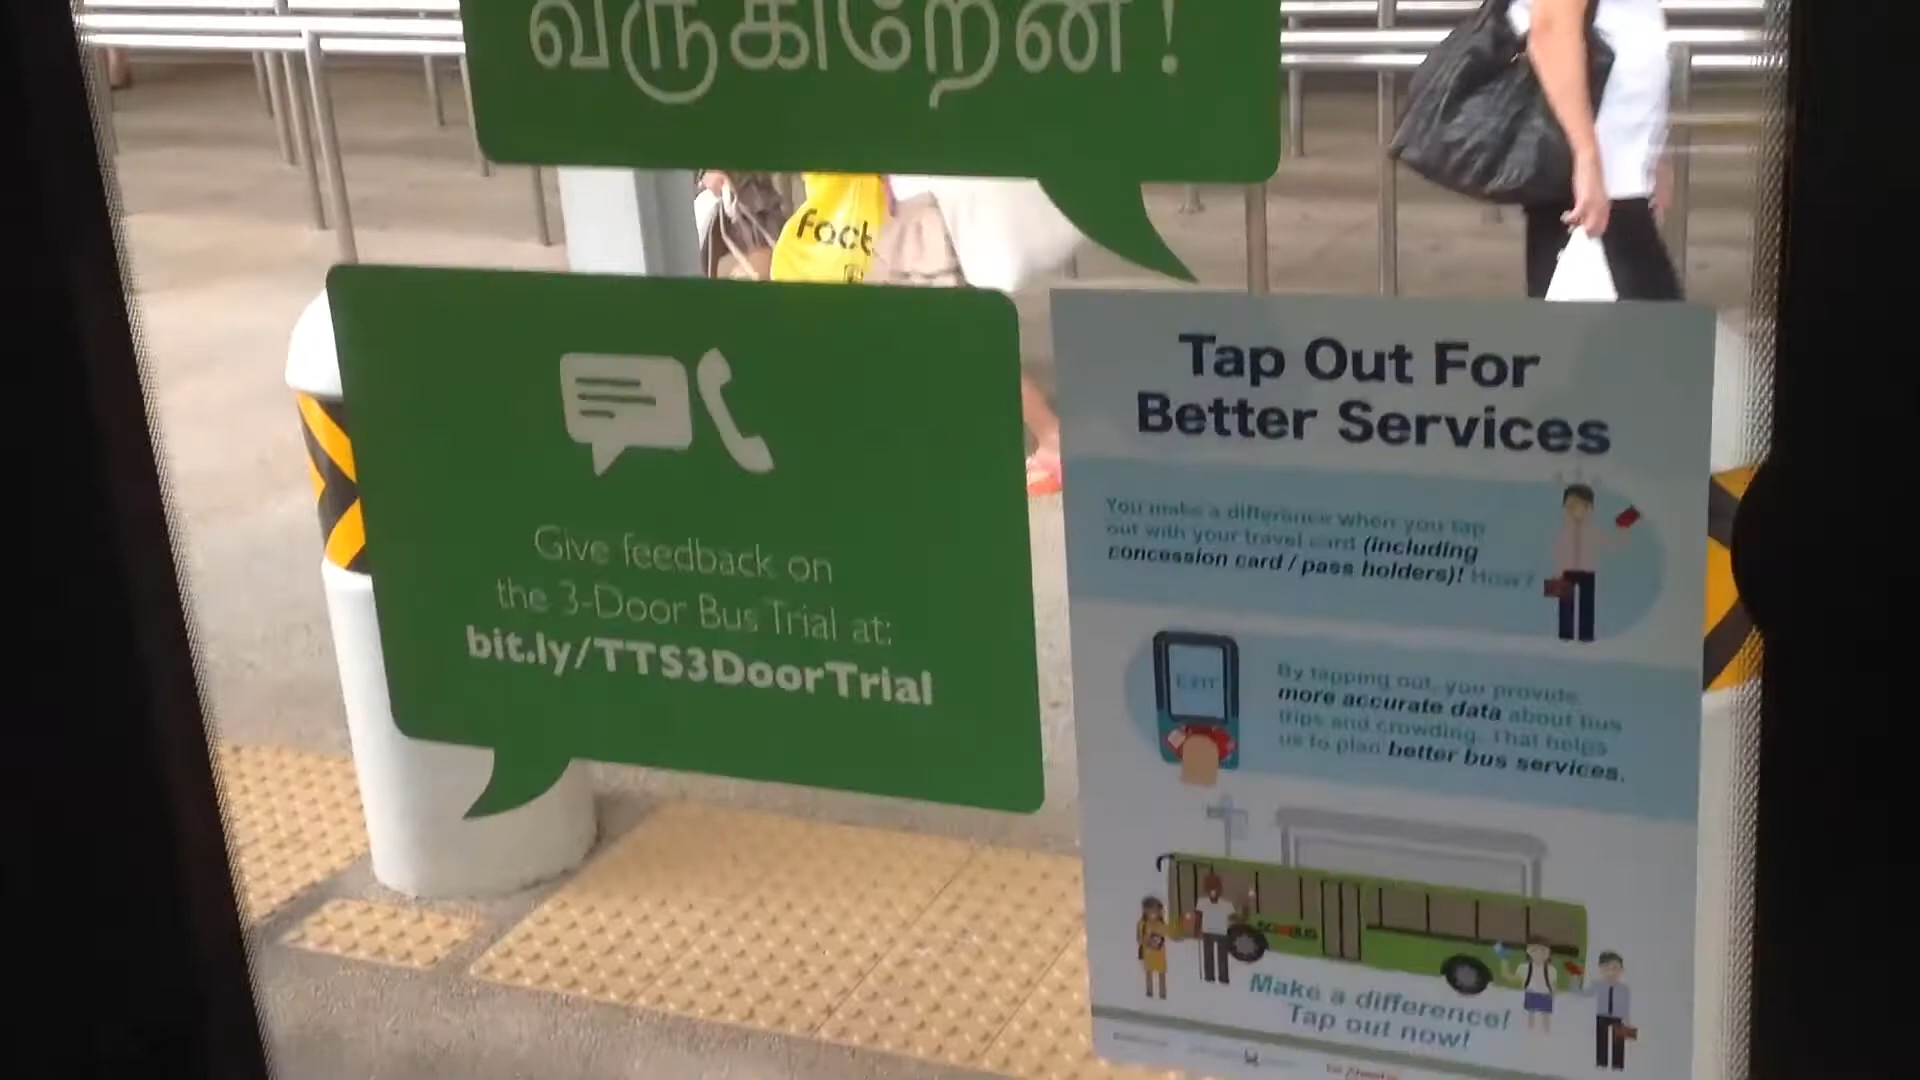 வருகிறேன்!
fact
Give feedback on
the 3-Door Bus Trial at:
bit.ly/TTS3DoorTrial
Tap Out For
Better Services
You make a difference when you tap
out with your travel card (including
concession card / pass holders)! How?
EXIT
By tapping out, you provide
more accurate data about bus
trips and crowding. That helps
us to plan better bus services.
Make a difference!
Tap out now!